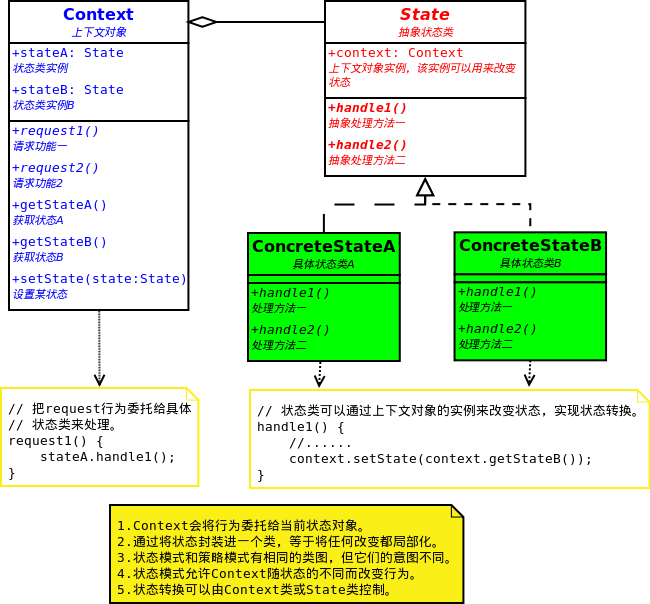 Context
上下文对象
+stateA: State
状态类实例
+stateB: State
状态类实例B
+request1()
请求功能一
+request2()
请求功能2
+getStateA()
获取状态A
+getStateB()
获取状态B
+setState(state:State)
设置某状态
State
抽象状态类
+context: Context
上下文对象实例，该实例可以用来改变
状态
+handle1()
抽象处理方法一
+handle2()
抽象处理方法二
ConcreteStateA
具体状态类A
+handle1()
处理方法一
+handle2()
处理方法二
ConcreteStateB
具体状态类B
+handle1()
处理方法一
+handle2()
处理方法二
// 把request行为委托给具体
// 状态类来处理。
request1() {
    stateA.handle1();
}
// 状态类可以通过上下文对象的实例来改变状态，实现状态转换。
handle1() {
    //......
    context.setState(context.getStateB());
}
1.Context会将行为委托给当前状态对象。
2.通过将状态封装进一个类，等于将任何改变都局部化。
3.状态模式和策略模式有相同的类图，但它们的意图不同。
4.状态模式允许Context随状态的不同而改变行为。
5.状态转换可以由Context类或State类控制。